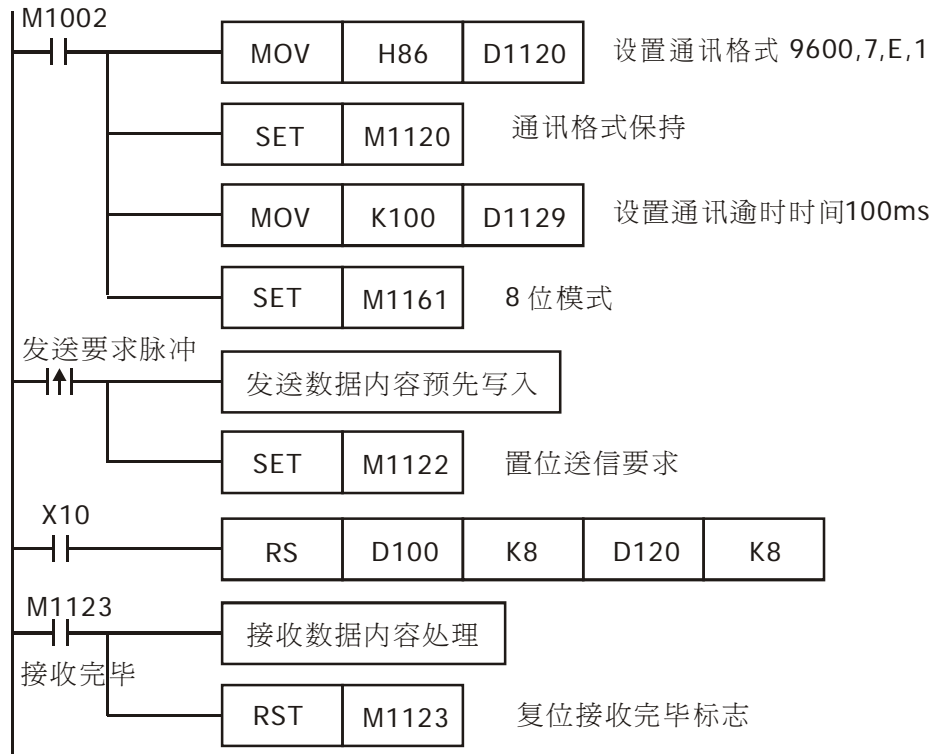 M1002
MOV H86 D1120 设置通讯格式 9600,7,E,1
SET M1120 通讯格式保持
MOV K100 D1129 设置通讯逾时时间100ms
SET M1161 8位模式
发送要求脉冲
发送数据内容预先写入
SET M1122 置位送信要求
X10
RS D100 K8 D120 K8
M1123
接收数据内容处理
接收完毕
RST M1123 复位接收完毕标志